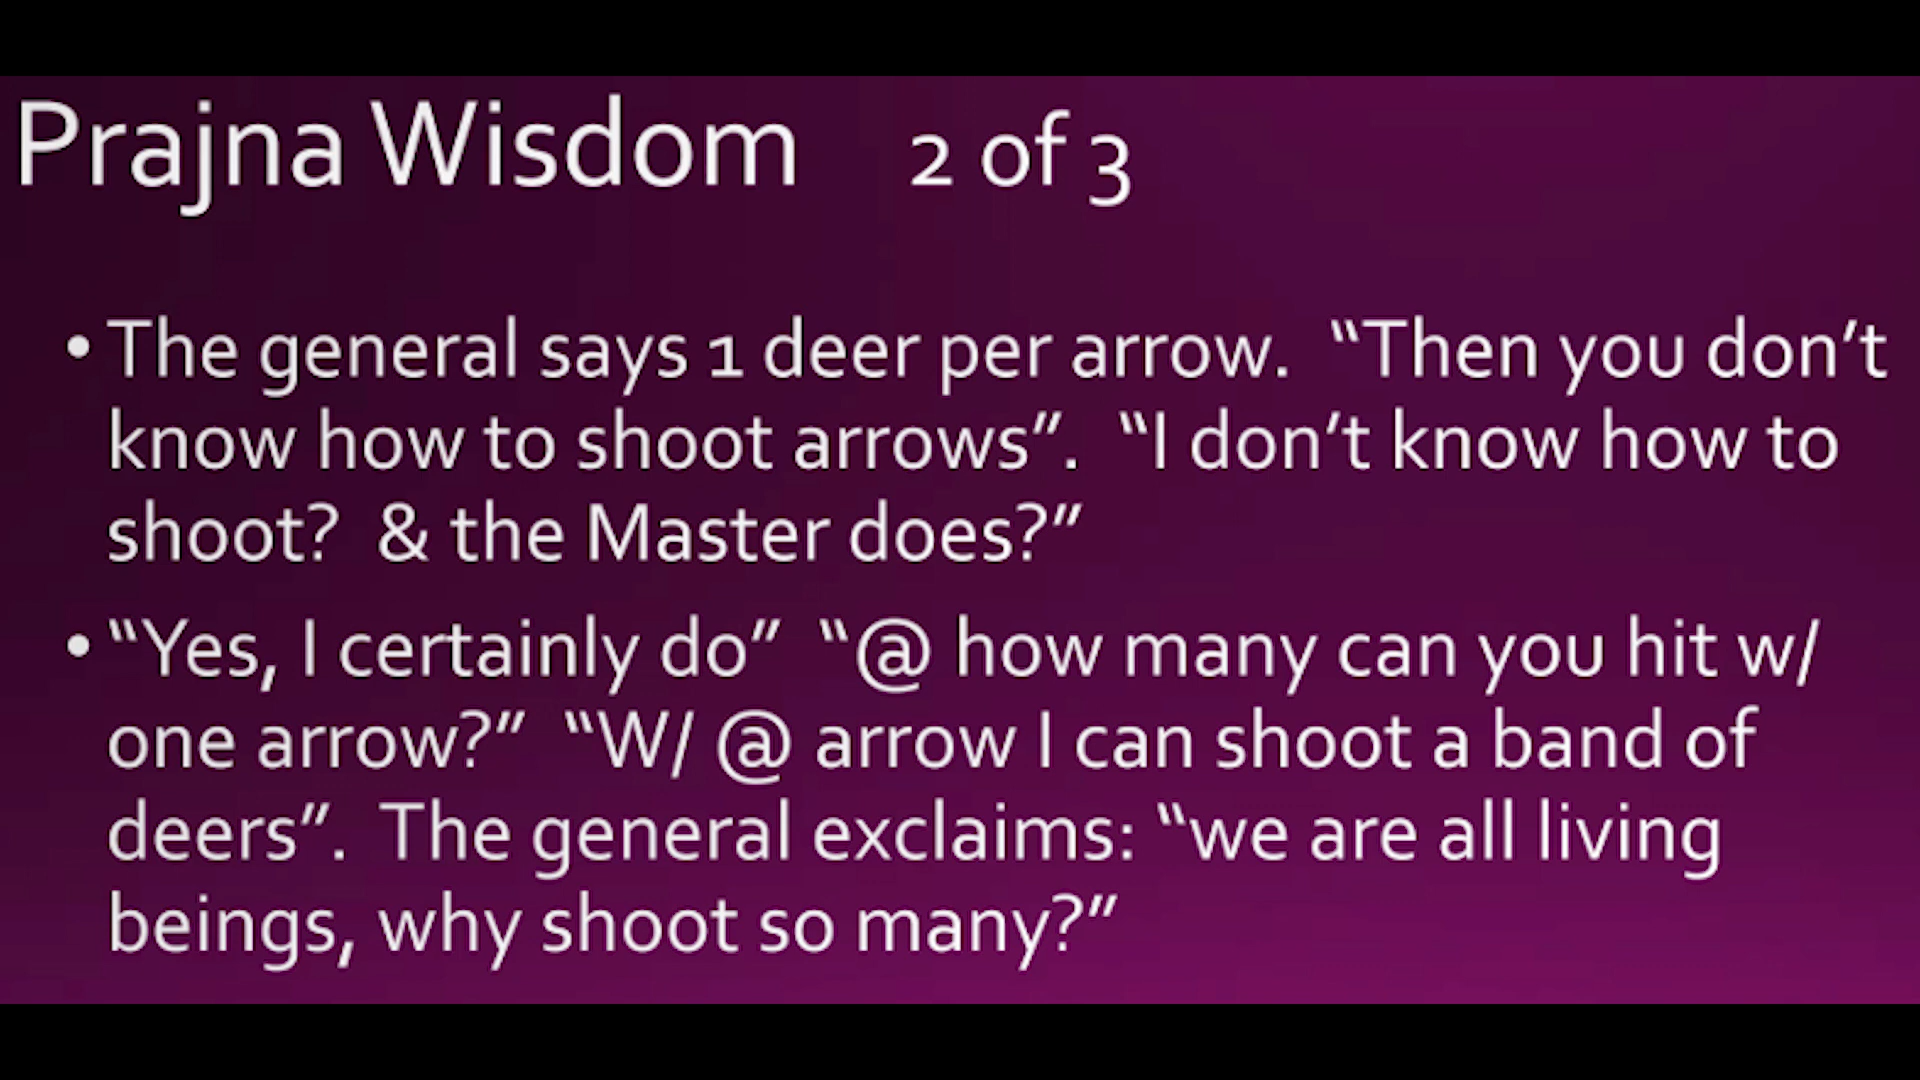 Prajna Wisdom 2 of 3
• The general says 1 deer per arrow. “Then you don’t
know how to shoot arrows”. “I don’t know how to
shoot? & the Master does?”
• “Yes, I certainly do” “@ how many can you hit w/
one arrow?” “W/ @ arrow I can shoot a band of
deers”. The general exclaims: “we are all living
beings, why shoot so many?”